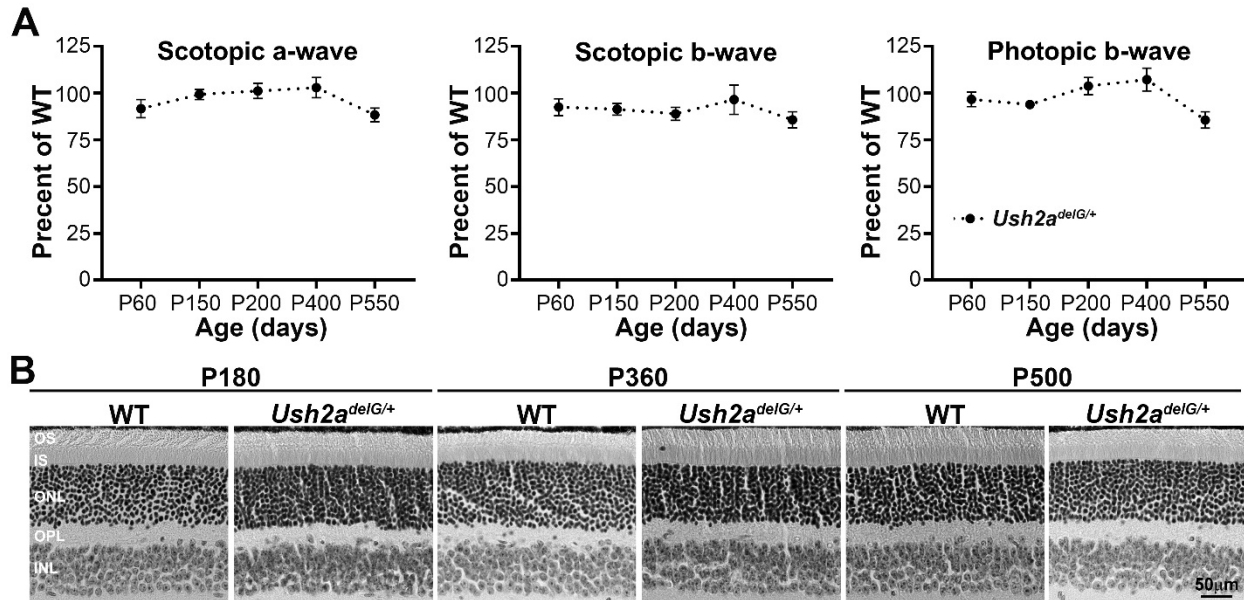 A
Scotopic a-wave
Precent of WT
125
100
75
50
25
0
P60 P150 P200 P400 P550
Age (days)
Scotopic b-wave
Precent of WT
125
100
75
50
25
0
P60 P150 P200 P400 P550
Age (days)
Photopic b-wave
Precent of WT
125
100
75
50
25
0
Ush2a^delG/+
P60 P150 P200 P400 P550
Age (days)
B
P180 P360 P500
WT Ush2a^delG/+ WT Ush2a^delG/+ WT Ush2a^delG/+
OS
IS
ONL
OPL
INL
50µm